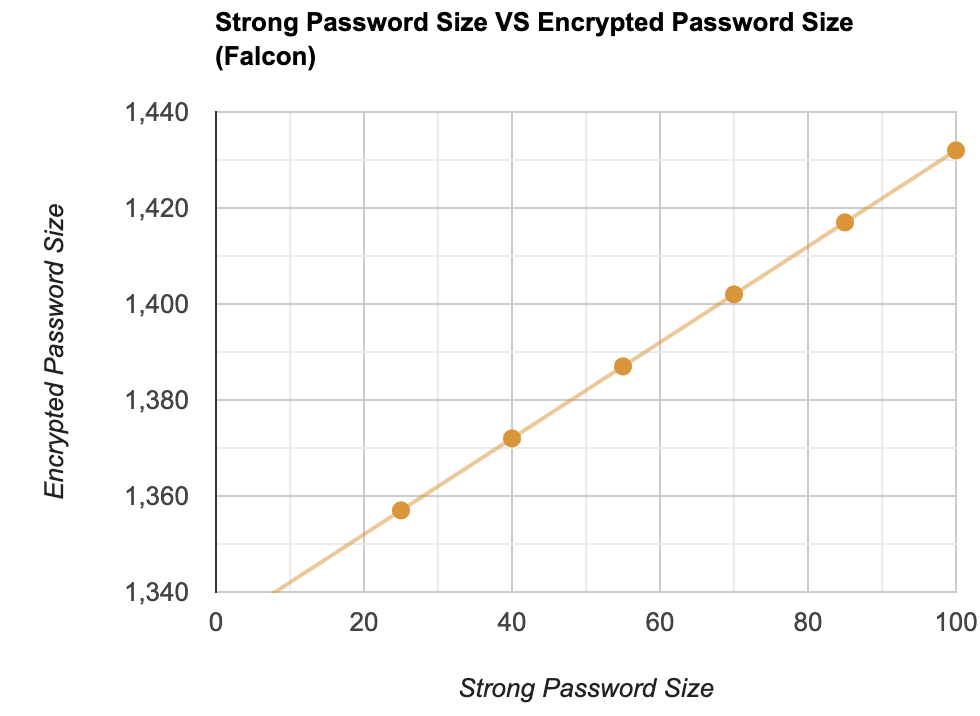 Strong Password Size VS Encrypted Password Size
(Falcon)
1,440
1,420
1,400
1,380
1,360
1,340
Encrypted Password Size
0 20 40 60 80 100
Strong Password Size